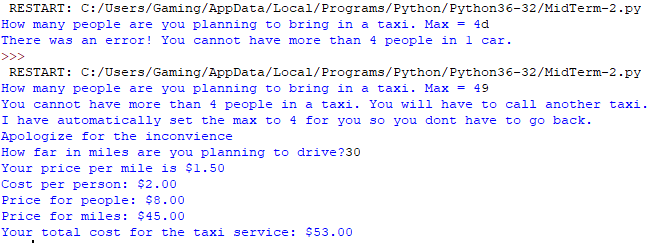 RESTART: C:/Users/Gaming/AppData/Local/Programs/Python/Python36-32/MidTerm-2.py
How many people are you planning to bring in a taxi. Max = 4d
There was an error! You cannot have more than 4 people in 1 car.
>>>
RESTART: C:/Users/Gaming/AppData/Local/Programs/Python/Python36-32/MidTerm-2.py
How many people are you planning to bring in a taxi. Max = 49
You cannot have more than 4 people in a taxi. You will have to call another taxi.
I have automatically set the max to 4 for you so you dont have to go back.
Apologize for the inconvience
How far in miles are you planning to drive?30
Your price per mile is $1.50
Cost per person: $2.00
Price for people: $8.00
Price for miles: $45.00
Your total cost for the taxi service: $53.00